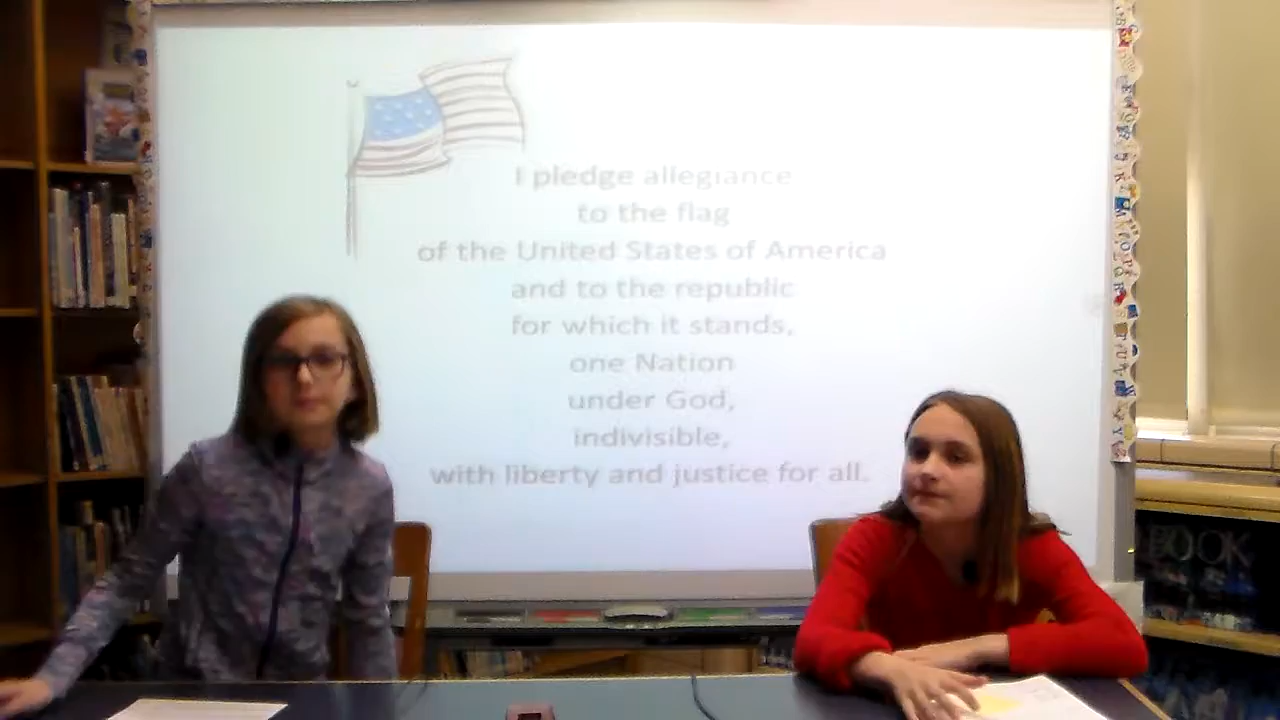 I pledge allegiance
to the flag
of the United States of America
and to the republic
for which it stands,
one Nation
under God,
indivisible,
with liberty and justice for all.
BOOK